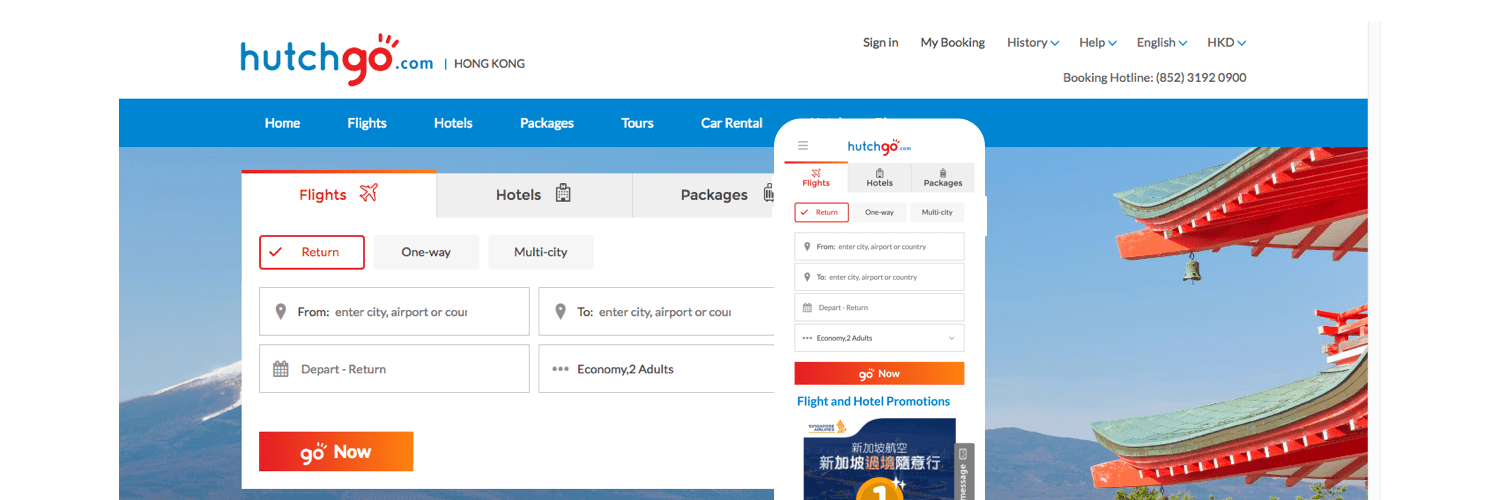 hutchgo.com | HONG KONG
Sign in My Booking History Help English HKD
Booking Hotline: (852) 3192 0900
Home Flights Hotels Packages Tours Car Rental
Flights Hotels Packages
Return One-way Multi-city
From: enter city, airport or cour
To: enter city, airport or cour
Depart - Return
Economy,2 Adults
go Now
hutchgo.com
Flights Hotels Packages
Return One-way Multi-city
From: enter city, airport or country
To: enter city, airport or country
Depart - Return
Economy,2 Adults
go Now
Flight and Hotel Promotions
SINGAPORE AIRLINES
新加坡航空
新加坡過境隨意行
1
message